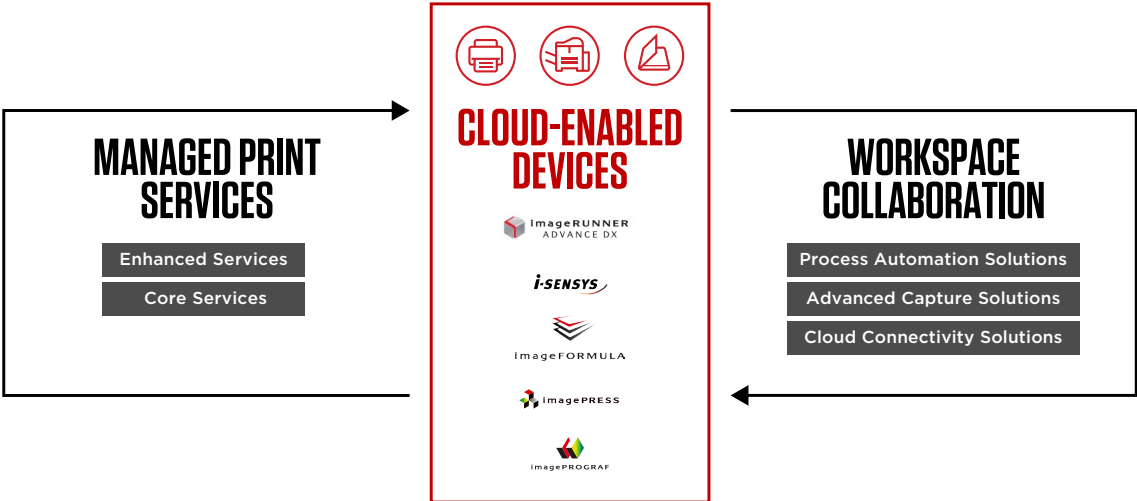 MANAGED PRINT
SERVICES
Enhanced Services
Core Services
CLOUD-ENABLED
DEVICES
imageRUNNER
ADVANCE DX
i-SENSYS
imageFORMULA
imagePRESS
imagePROGRAF
WORKSPACE
COLLABORATION
Process Automation Solutions
Advanced Capture Solutions
Cloud Connectivity Solutions